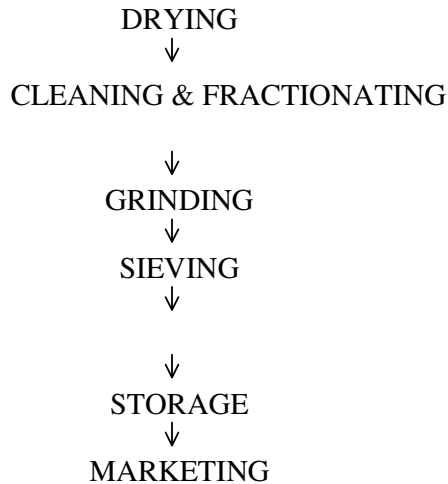 DRYING
↓
CLEANING & FRACTIONATING
↓
GRINDING
↓
SIEVING
↓
↓
STORAGE
↓
MARKETING